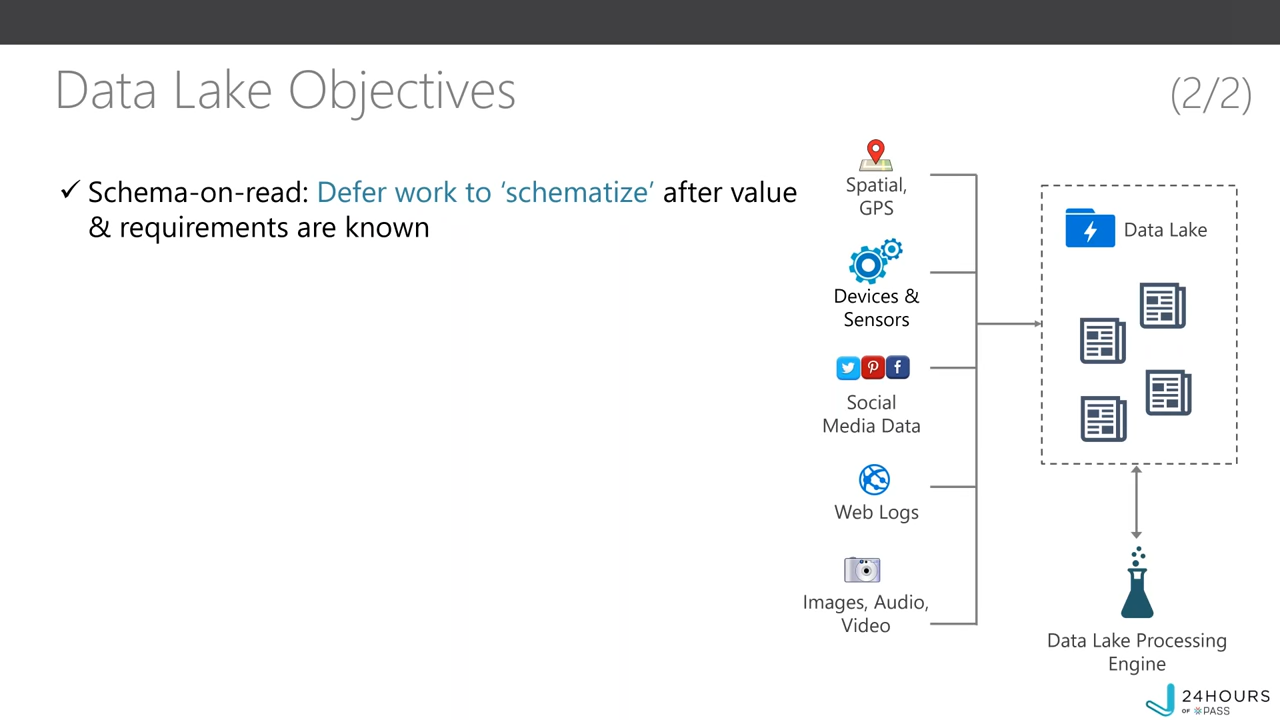 Data Lake Objectives
(2/2)
✓ Schema-on-read: Defer work to ‘schematize’ after value
& requirements are known
Spatial,
GPS
Devices &
Sensors
Social
Media Data
Web Logs
Images, Audio,
Video
Data Lake
Data Lake Processing
Engine
24HOURS
OF PASS